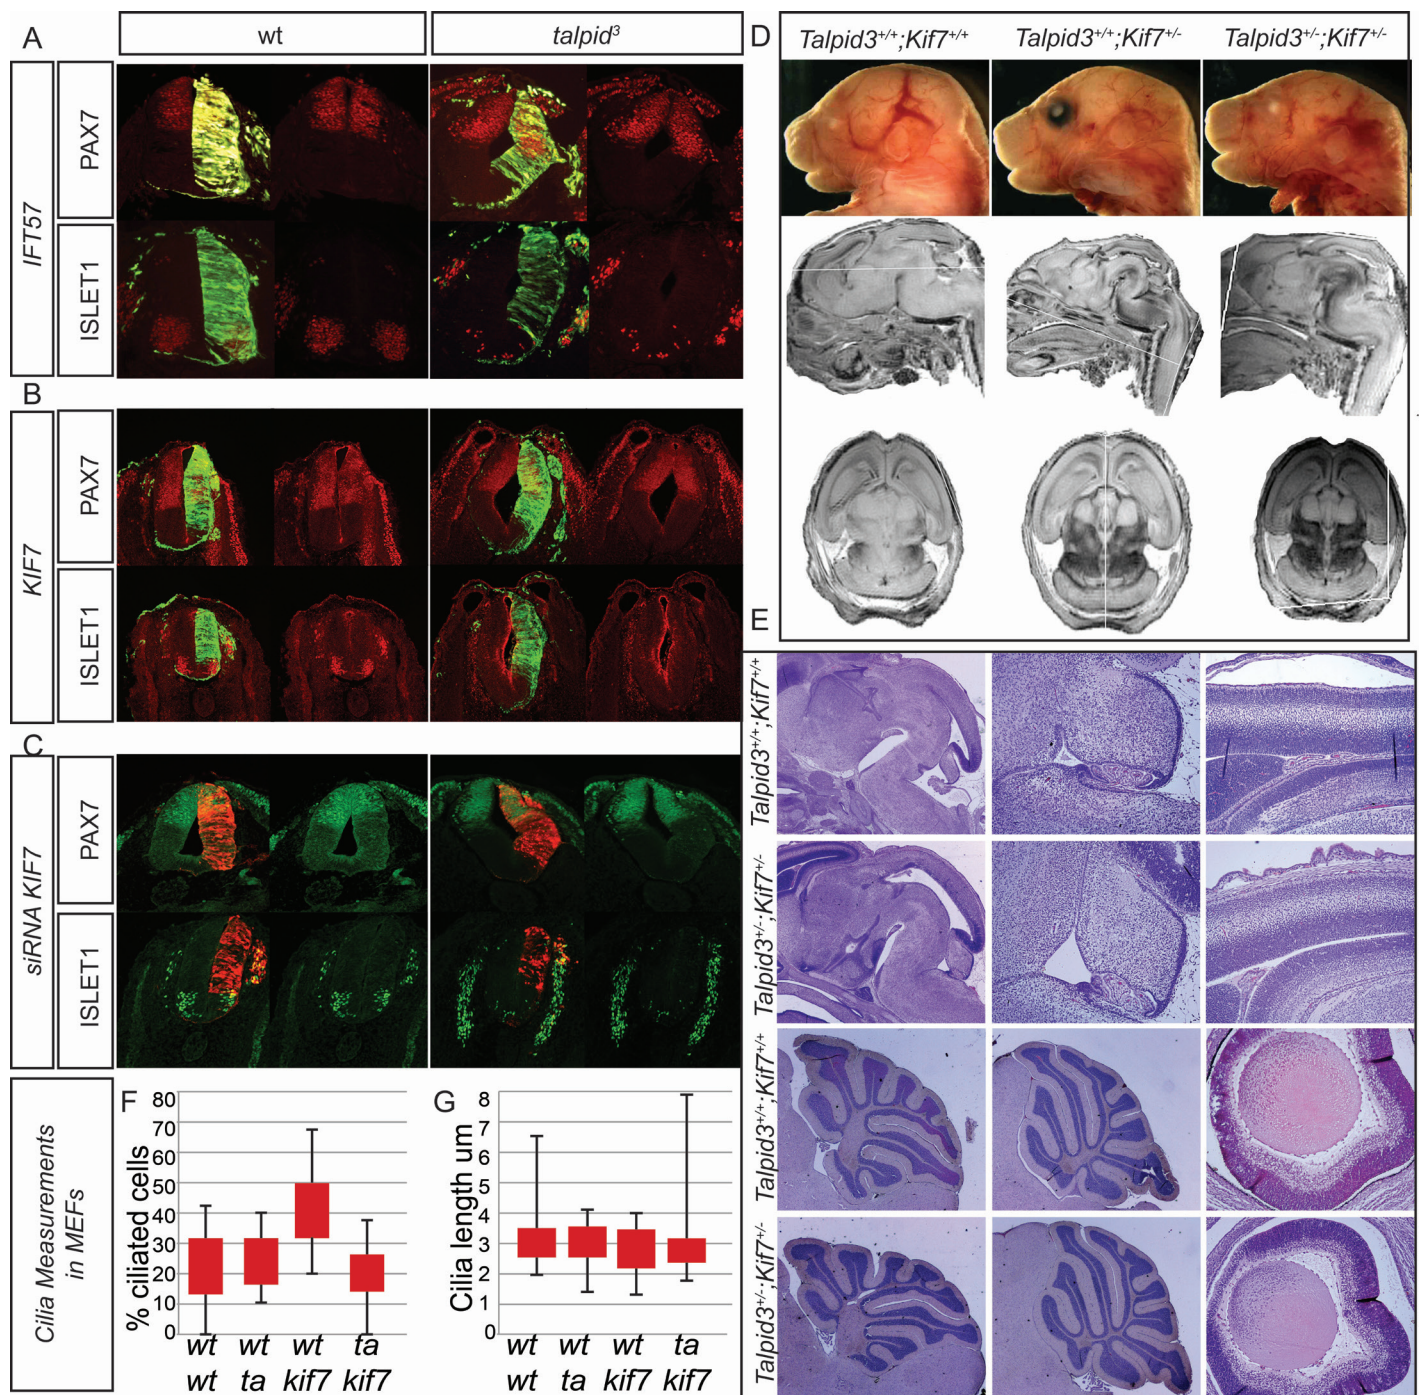 A
wt
talpid³
IFT57
PAX7
ISLET1
B
KIF7
PAX7
ISLET1
C
siRNA KIF7
PAX7
ISLET1
D
Talpid3+/+;Kif7+/+
Talpid3+/+;Kif7+/-
Talpid3+/-;Kif7+/-
E
Talpid3+/+;Kif7+/+
Talpid3+/-;Kif7+/-
Talpid3+/+;Kif7+/+
Talpid3+/-;Kif7+/-
Cilia Measurements
in MEFs
F
% ciliated cells
80
70
60
50
40
30
20
10
0
wt wt wt ta
wt ta kif7 kif7
G
Cilia length um
8
7
6
5
4
3
2
1
0
wt wt wt ta
wt ta kif7 kif7